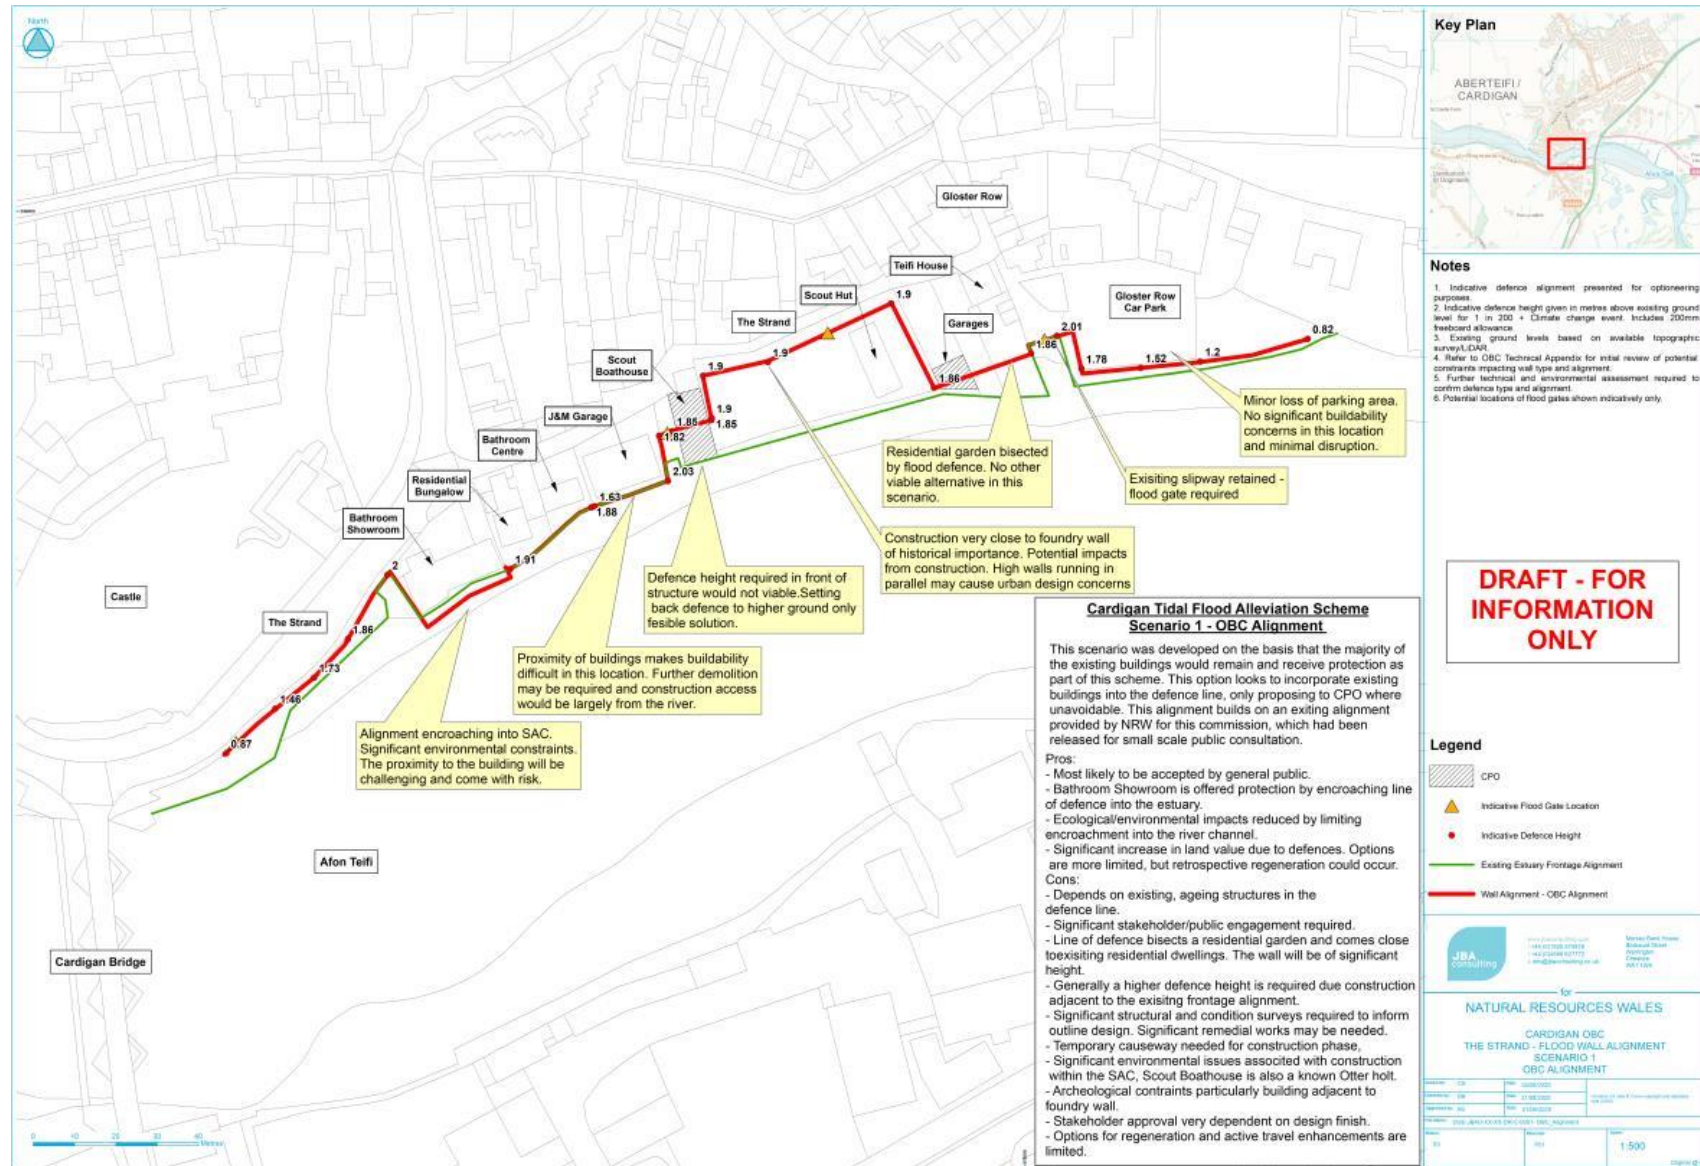 North
Gloster Row
Teifi House
Scout Hut
The Strand
Garages
Gloster Row
Car Park
Scout
Boathouse
J&M Garage
Bathroom
Centre
Residential
Bungalow
Bathroom
Showroom
Castle
The Strand
Afon Teifi
Cardigan Bridge
0.87
1.46
1.73
1.86
2
1.91
1.63
1.88
2.03
1.82
1.85
1.9
1.85
1.9
1.9
1.9
1.86
1.86
2.01
1.78
1.52
1.2
0.82
Minor loss of parking area.
No significant buildability
concerns in this location
and minimal disruption.
Exisiting slipway retained -
flood gate required
Residential garden bisected
by flood defence. No other
viable alternative in this
scenario.
Construction very close to foundry wall
of historical importance. Potential impacts
from construction. High walls running in
parallel may cause urban design concerns
Defence height required in front of
structure would not viable.Setting
back defence to higher ground only
fesible solution.
Proximity of buildings makes buildability
difficult in this location. Further demolition
may be required and construction access
would be largely from the river.
Alignment encroaching into SAC.
Significant environmental constraints.
The proximity to the building will be
challenging and come with risk.
Cardigan Tidal Flood Alleviation Scheme
Scenario 1 - OBC Alignment
This scenario was developed on the basis that the majority of
the existing buildings would remain and receive protection as
part of this scheme. This option looks to incorporate existing
buildings into the defence line, only proposing to CPO where
unavoidable. This alignment builds on an exiting alignment
provided by NRW for this commission, which had been
released for small scale public consultation.
Pros:
- Most likely to be accepted by general public.
- Bathroom Showroom is offered protection by encroaching line
of defence into the estuary.
- Ecological/environmental impacts reduced by limiting
encroachment into the river channel.
- Significant increase in land value due to defences. Options
are more limited, but retrospective regeneration could occur.
Cons:
- Depends on existing, ageing structures in the
defence line.
- Significant stakeholder/public engagement required.
- Line of defence bisects a residential garden and comes close
toexisiting residential dwellings. The wall will be of significant
height.
- Generally a higher defence height is required due construction
adjacent to the exisitng frontage alignment.
- Significant structural and condition surveys required to inform
outline design. Significant remedial works may be needed.
- Temporary causeway needed for construction phase,
- Significant environmental issues associted with construction
within the SAC, Scout Boathouse is also a known Otter holt.
- Archeological contraints particularly building adjacent to
foundry wall.
- Stakeholder approval very dependent on design finish.
- Options for regeneration and active travel enhancements are
limited.
0 10 20 30 40
Metres
Key Plan
ABERTEIFI /
CARDIGAN
Notes
1. Indicative defence alignment presented for optioneering
purposes.
2. Indicative defence height given in metres above existing ground
level for 1 in 200 + Climate change event. Includes 200mm
freeboard allowance.
3. Existing ground levels based on available topographic
survey/LiDAR.
4. Refer to OBC Technical Appendix for initial review of potential
constraints impacting wall type and alignment.
5. Further technical and environmental assessment required to
confirm defence type and alignment.
6. Potential locations of flood gates shown indicatively only.
DRAFT - FOR
INFORMATION
ONLY
Legend
CPO
Indicative Flood Gate Location
Indicative Defence Height
Existing Estuary Frontage Alignment
Wall Alignment - OBC Alignment
JBA
consulting
for
NATURAL RESOURCES WALES
CARDIGAN OBC
THE STRAND - FLOOD WALL ALIGNMENT
SCENARIO 1
OBC ALIGNMENT
1:500